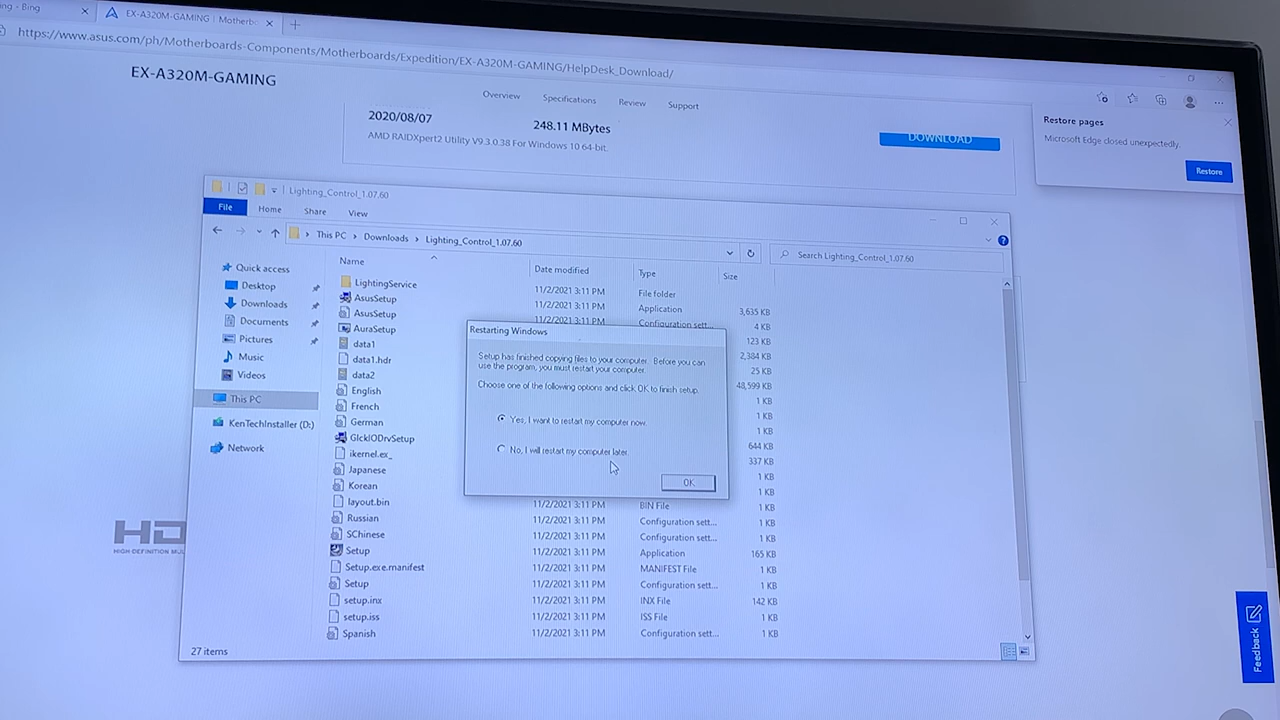 ng - Bing
EX-A320M-GAMING | Motherbo
https://www.asus.com/ph/Motherboards-Components/Motherboards/Expedition/EX-A320M-GAMING/HelpDesk_Download/
EX-A320M-GAMING
Overview Specifications Review Support
Restore pages
Microsoft Edge closed unexpectedly.
Restore
2020/08/07 248.11 MBytes
AMD RAIDXpert2 Utility V9.3.0.38 For Windows 10 64-bit.
DOWNLOAD
Lighting_Control_1.07.60
File Home Share View
This PC Downloads Lighting_Control_1.07.60
Search Lighting_Control_1.07.60
Quick access
Desktop
Downloads
Documents
Pictures
Music
Videos
This PC
KenTechInstaller (D:)
Network
Name Date modified Type Size
LightingService 11/2/2021 3:11 PM File folder
AsusSetup 11/2/2021 3:11 PM Application 3,635 KB
AsusSetup 11/2/2021 3:11 PM Configuration sett... 4 KB
AuraSetup 123 KB
data1 2,384 KB
data1.hdr 25 KB
data2 48,599 KB
English 1 KB
French 1 KB
German 1 KB
GlckIODrvSetup 644 KB
ikernel.ex_ 337 KB
Japanese 1 KB
Korean 1 KB
layout.bin 11/2/2021 3:11 PM BIN File 1 KB
Russian 11/2/2021 3:11 PM Configuration sett... 1 KB
SChinese 11/2/2021 3:11 PM Configuration sett... 1 KB
Setup 11/2/2021 3:11 PM Application 165 KB
Setup.exe.manifest 11/2/2021 3:11 PM MANIFEST File 1 KB
Setup 11/2/2021 3:11 PM Configuration sett... 1 KB
setup.inx 11/2/2021 3:11 PM INX File 142 KB
setup.iss 11/2/2021 3:11 PM ISS File 1 KB
Spanish 11/2/2021 3:11 PM Configuration sett... 1 KB
27 items
Restarting Windows
Setup has finished copying files to your computer. Before you can
use the program, you must restart your computer.
Choose one of the following options and click OK to finish setup.
Yes, I want to restart my computer now.
No, I will restart my computer later.
OK
HD
HIGH-DEFINITION MUL
Feedback